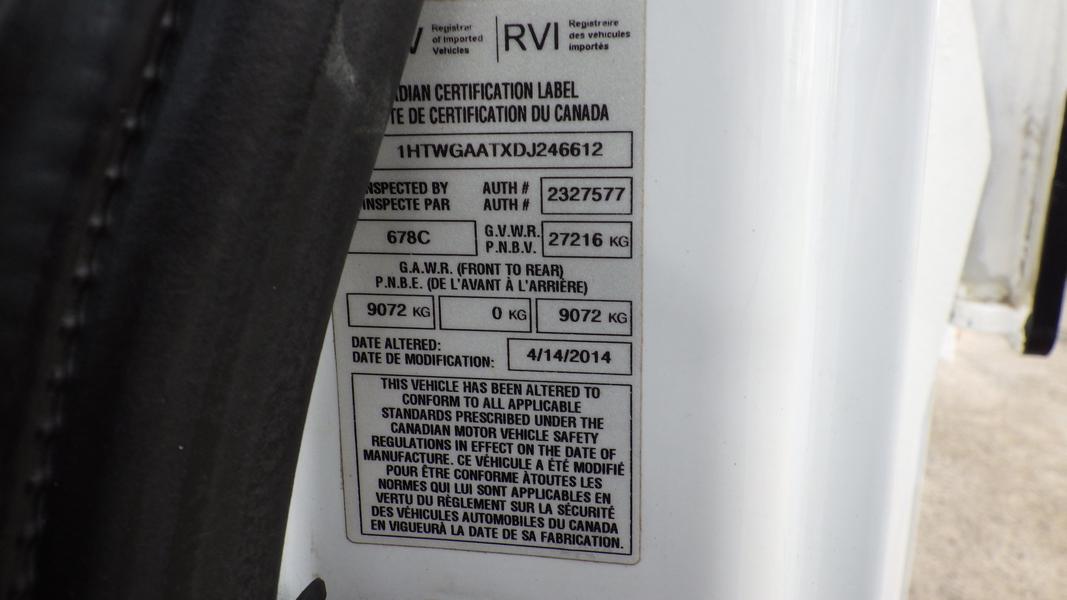 Registrar
of Imported
Vehicles
RVI
Registraire
des véhicules
importés
CERTIFICATION LABEL
DE CERTIFICATION DU CANADA
1HTWGAATXDJ246612
INSPECTED BY
INSPECTE PAR
AUTH #
AUTH #
2327577
678C
G.V.W.R.
P.N.B.V.
27216 KG
G.A.W.R. (FRONT TO REAR)
P.N.B.E. (DE L'AVANT À L'ARRIÈRE)
9072 KG
0 KG
9072 KG
DATE ALTERED:
DATE DE MODIFICATION:
4/14/2014
THIS VEHICLE HAS BEEN ALTERED TO
CONFORM TO ALL APPLICABLE
STANDARDS PRESCRIBED UNDER THE
CANADIAN MOTOR VEHICLE SAFETY
REGULATIONS IN EFFECT ON THE DATE OF
MANUFACTURE. CE VÉHICULE A ÉTÉ MODIFIÉ
POUR ÊTRE CONFORME ÀTOUTES LES
NORMES QUI LUI SONT APPLICABLES EN
VERTU DU RÈGLEMENT SUR LA SÉCURITÉ
DES VÉHICULES AUTOMOBILES DU CANADA
EN VIGUEURÀ LA DATE DE SA FABRICATION.